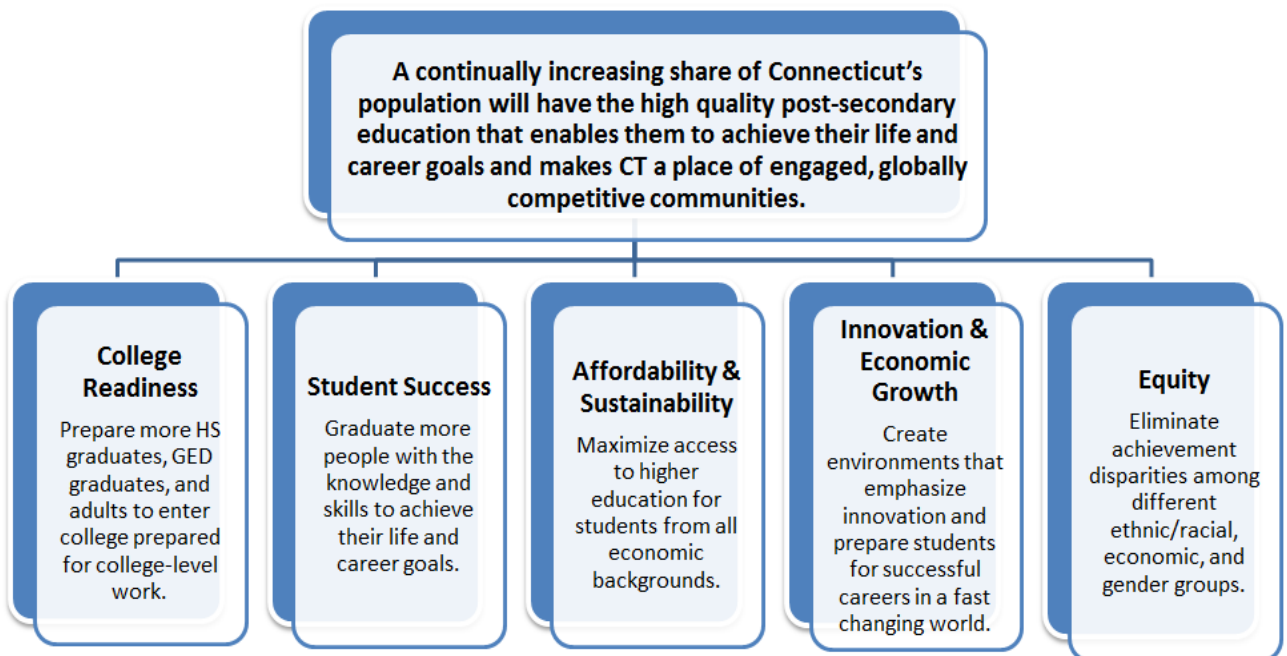 A continually increasing share of Connecticut’s
population will have the high quality post-secondary
education that enables them to achieve their life and
career goals and makes CT a place of engaged, globally
competitive communities.
College
Readiness
Prepare more HS
graduates, GED
graduates, and
adults to enter
college prepared
for college-level
work.
Student Success
Graduate more
people with the
knowledge and
skills to achieve
their life and
career goals.
Affordability &
Sustainability
Maximize access
to higher
education for
students from all
economic
backgrounds.
Innovation &
Economic
Growth
Create
environments that
emphasize
innovation and
prepare students
for successful
careers in a fast
changing world.
Equity
Eliminate
achievement
disparities among
different
ethnic/racial,
economic, and
gender groups.